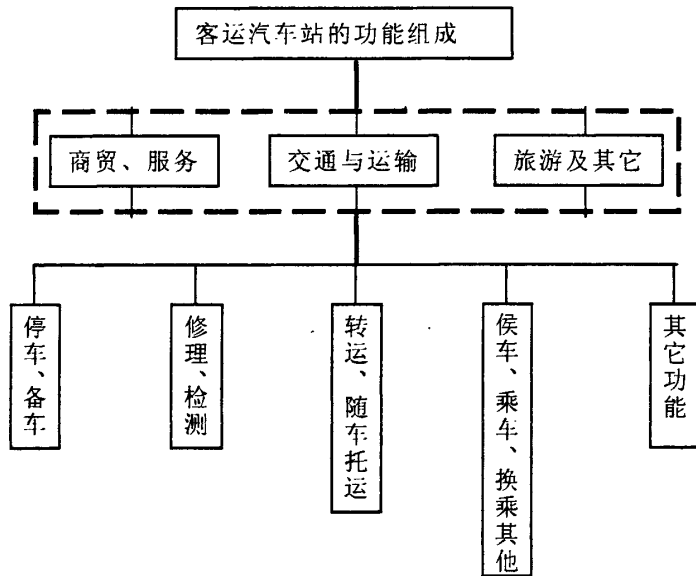 客运汽车站的功能组成
商贸、服务
交通与运输
旅游及其它
停车、备车
修理、检测
转运、随车托运
侯车、乘车、换乘其他
其它功能